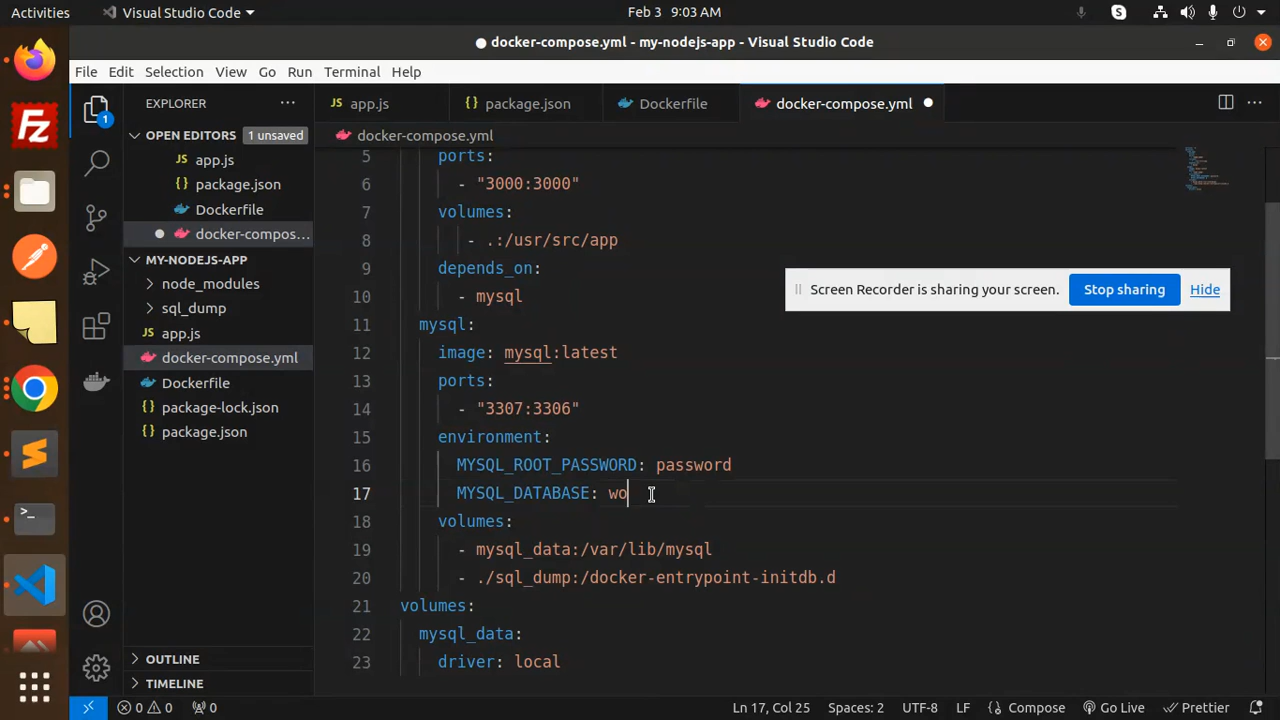 Activities Visual Studio Code Feb 3 9:03 AM
docker-compose.yml - my-nodejs-app - Visual Studio Code
File Edit Selection View Go Run Terminal Help
EXPLORER app.js package.json Dockerfile docker-compose.yml
OPEN EDITORS 1 unsaved
docker-compose.yml
app.js
package.json
Dockerfile
docker-compos...
MY-NODEJS-APP
node_modules
sql_dump
app.js
docker-compose.yml
Dockerfile
package-lock.json
package.json
OUTLINE
TIMELINE
5 ports:
6 - "3000:3000"
7 volumes:
8 - .:/usr/src/app
9 depends_on:
10 - mysql
11 mysql:
12 image: mysql:latest
13 ports:
14 - "3307:3306"
15 environment:
16 MYSQL_ROOT_PASSWORD: password
17 MYSQL_DATABASE: wo
18 volumes:
19 - mysql_data:/var/lib/mysql
20 - ./sql_dump:/docker-entrypoint-initdb.d
21 volumes:
22 mysql_data:
23 driver: local
Screen Recorder is sharing your screen. Stop sharing Hide
0 0 0 Ln 17, Col 25 Spaces: 2 UTF-8 LF Compose Go Live Prettier
Fz
1
S